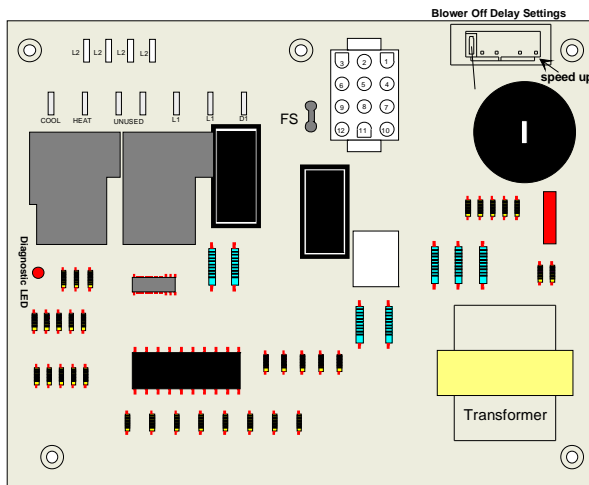 Blower Off Delay Settings
L2 L2 L2 L2
speed up
3 2 1
6 5 4
9 8 7
12 11 10
COOL HEAT UNUSED L1 L1 D1
FS
Diagnostic LED
Transformer